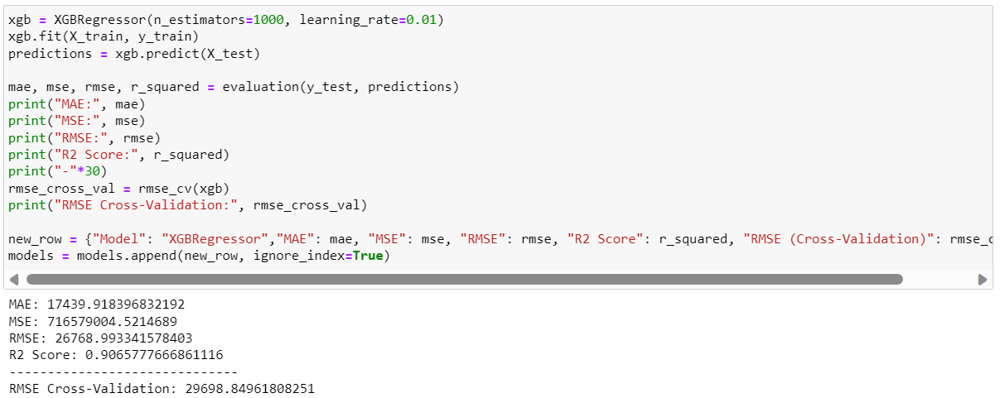 xgb = XGBRegressor(n_estimators=1000, learning_rate=0.01)
xgb.fit(X_train, y_train)
predictions = xgb.predict(X_test)
mae, mse, rmse, r_squared = evaluation(y_test, predictions)
print("MAE:", mae)
print("MSE:", mse)
print("RMSE:", rmse)
print("R2 Score:", r_squared)
print("-"*30)
rmse_cross_val = rmse_cv(xgb)
print("RMSE Cross-Validation:", rmse_cross_val)
new_row = {"Model": "XGBRegressor","MAE": mae, "MSE": mse, "RMSE": rmse, "R2 Score": r_squared, "RMSE (Cross-Validation)": rmse_c
models = models.append(new_row, ignore_index=True)
MAE: 17439.918396832192
MSE: 716579004.5214689
RMSE: 26768.993341578403
R2 Score: 0.9065777666861116
------------------------------
RMSE Cross-Validation: 29698.84961808251